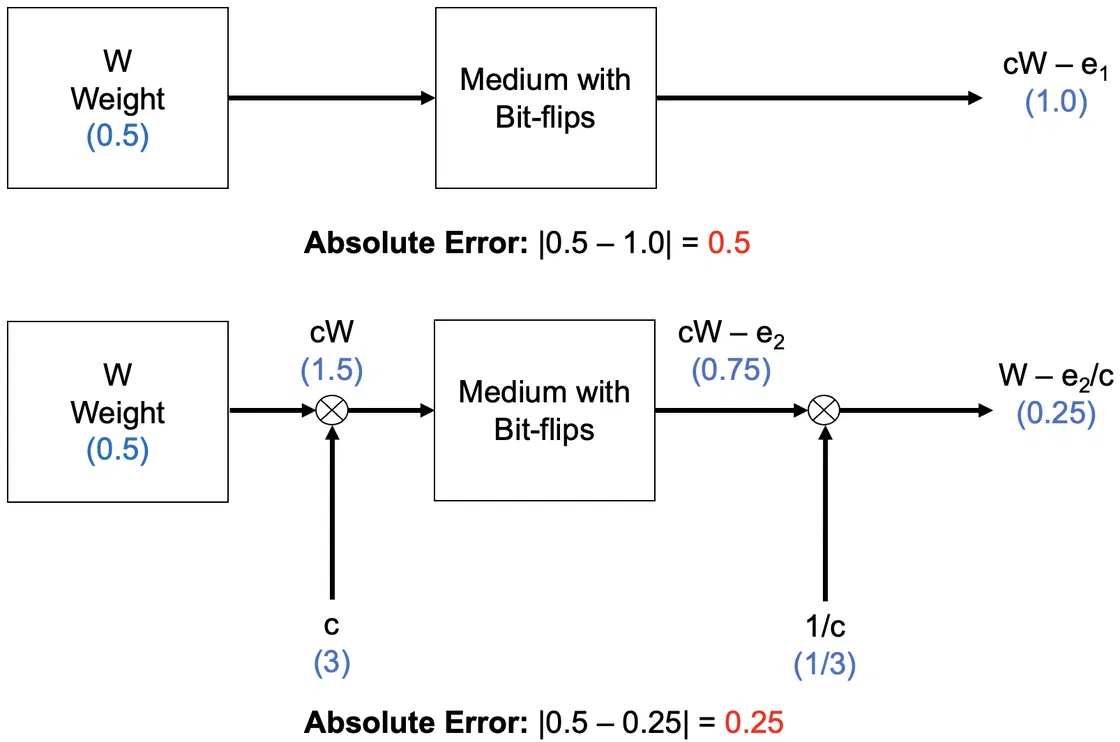 W
Weight
(0.5)
Medium with
Bit-flips
cW – e₁
(1.0)
Absolute Error: |0.5 – 1.0| = 0.5
W
Weight
(0.5)
cW
(1.5)
Medium with
Bit-flips
cW – e₂
(0.75)
W – e₂/c
(0.25)
c
(3)
1/c
(1/3)
Absolute Error: |0.5 – 0.25| = 0.25